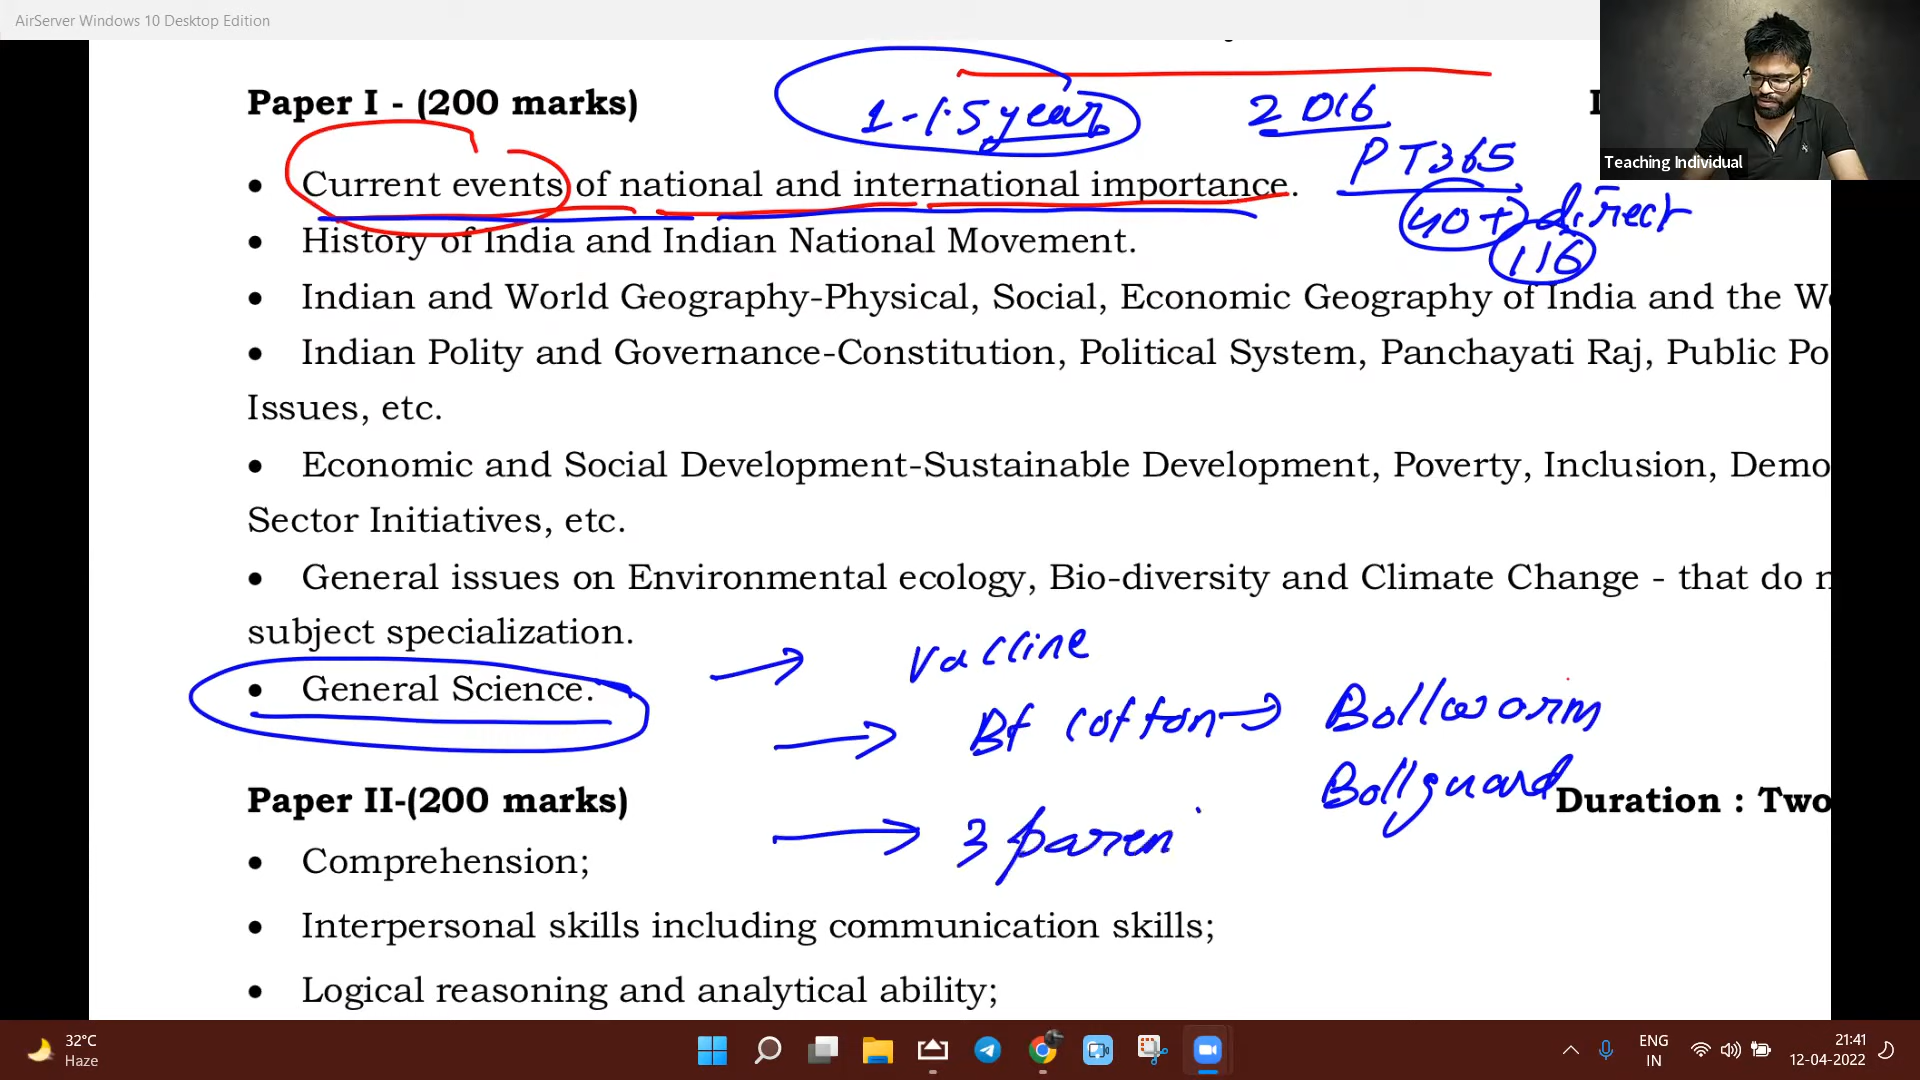 AirServer Windows 10 Desktop Edition
Paper I - (200 marks)
1-1.5 year
2016
PT365
40+ direct
116
Teaching Individual
• Current events of national and international importance.
• History of India and Indian National Movement.
• Indian and World Geography-Physical, Social, Economic Geography of India and the W
• Indian Polity and Governance-Constitution, Political System, Panchayati Raj, Public Po
Issues, etc.
• Economic and Social Development-Sustainable Development, Poverty, Inclusion, Demo
Sector Initiatives, etc.
• General issues on Environmental ecology, Bio-diversity and Climate Change - that do n
subject specialization.
• General Science.
→ Vaccine
→ Bt cotton → Bollworm
Bollguard
→ 3 paren
Paper II-(200 marks)
Duration : Two
• Comprehension;
• Interpersonal skills including communication skills;
• Logical reasoning and analytical ability;
32°C
Haze
ENG
IN
21:41
12-04-2022